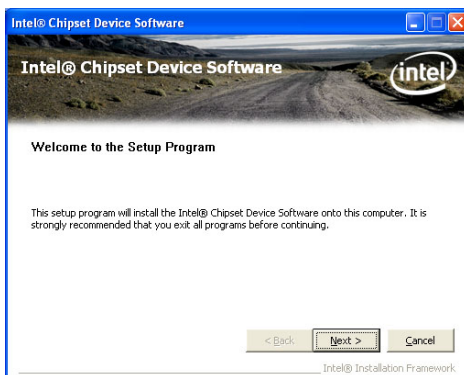 Intel® Chipset Device Software
Intel® Chipset Device Software
intel
Welcome to the Setup Program
This setup program will install the Intel® Chipset Device Software onto this computer. It is
strongly recommended that you exit all programs before continuing.
< Back Next > Cancel
Intel® Installation Framework